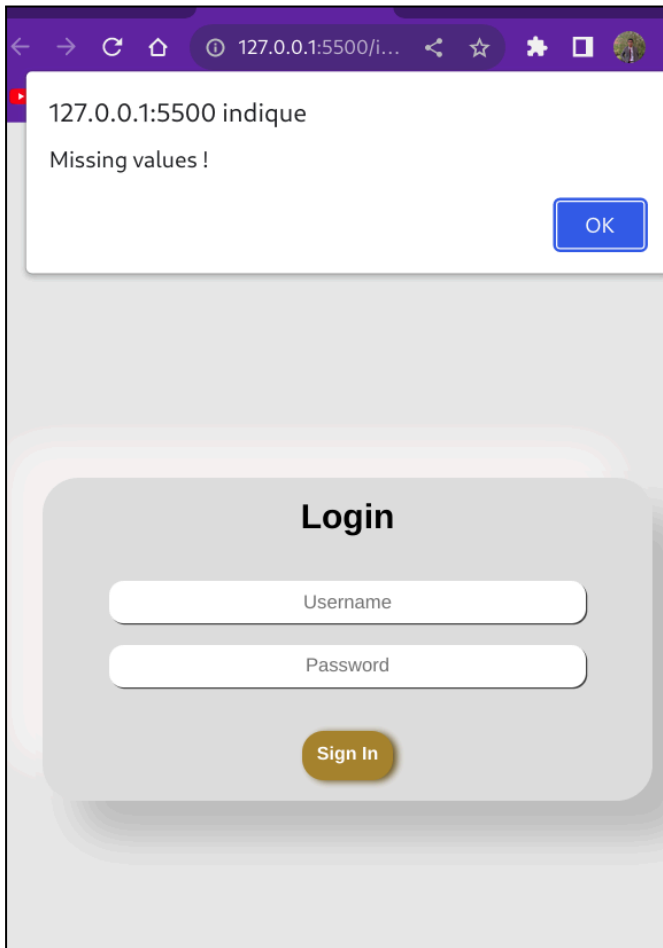 127.0.0.1:5500/i...
127.0.0.1:5500 indique
Missing values !
OK
Login
Username
Password
Sign In